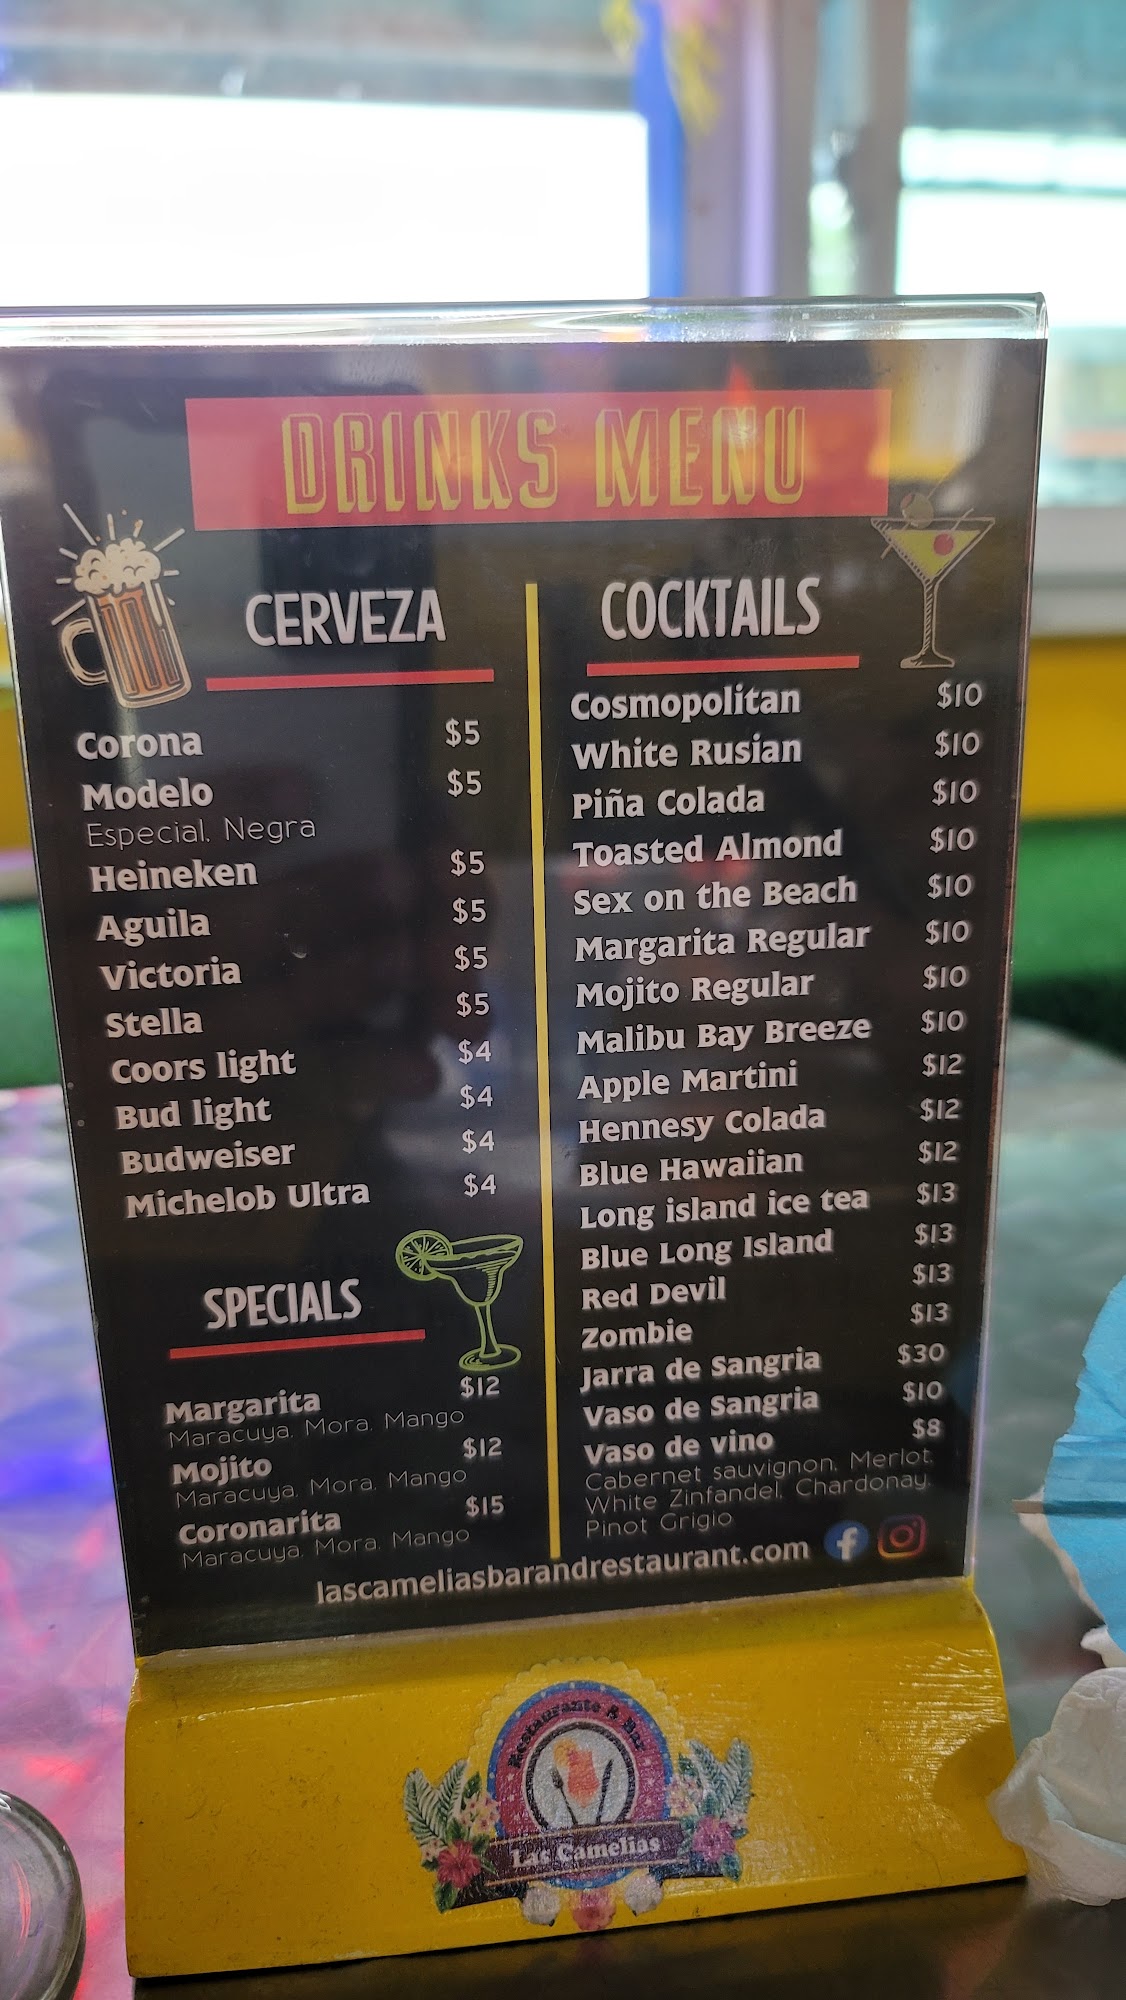 DRINKS MENU
CERVEZA
Corona $5
Modelo $5
Especial, Negra
Heineken $5
Aguila $5
Victoria $5
Stella $5
Coors light $4
Bud light $4
Budweiser $4
Michelob Ultra $4
SPECIALS
Margarita $12
Maracuya, Mora, Mango
Mojito $12
Maracuya, Mora, Mango
Coronarita $15
Maracuya, Mora, Mango
COCKTAILS
Cosmopolitan $10
White Rusian $10
Piña Colada $10
Toasted Almond $10
Sex on the Beach $10
Margarita Regular $10
Mojito Regular $10
Malibu Bay Breeze $10
Apple Martini $12
Hennesy Colada $12
Blue Hawaiian $12
Long island ice tea $13
Blue Long Island $13
Red Devil $13
Zombie $13
Jarra de Sangria $30
Vaso de Sangria $10
Vaso de vino $8
Cabernet sauvignon, Merlot,
White Zinfandel, Chardonay,
Pinot Grigio
lascameliasbarandrestaurant.com
Restaurante & Bar
Las Camelias